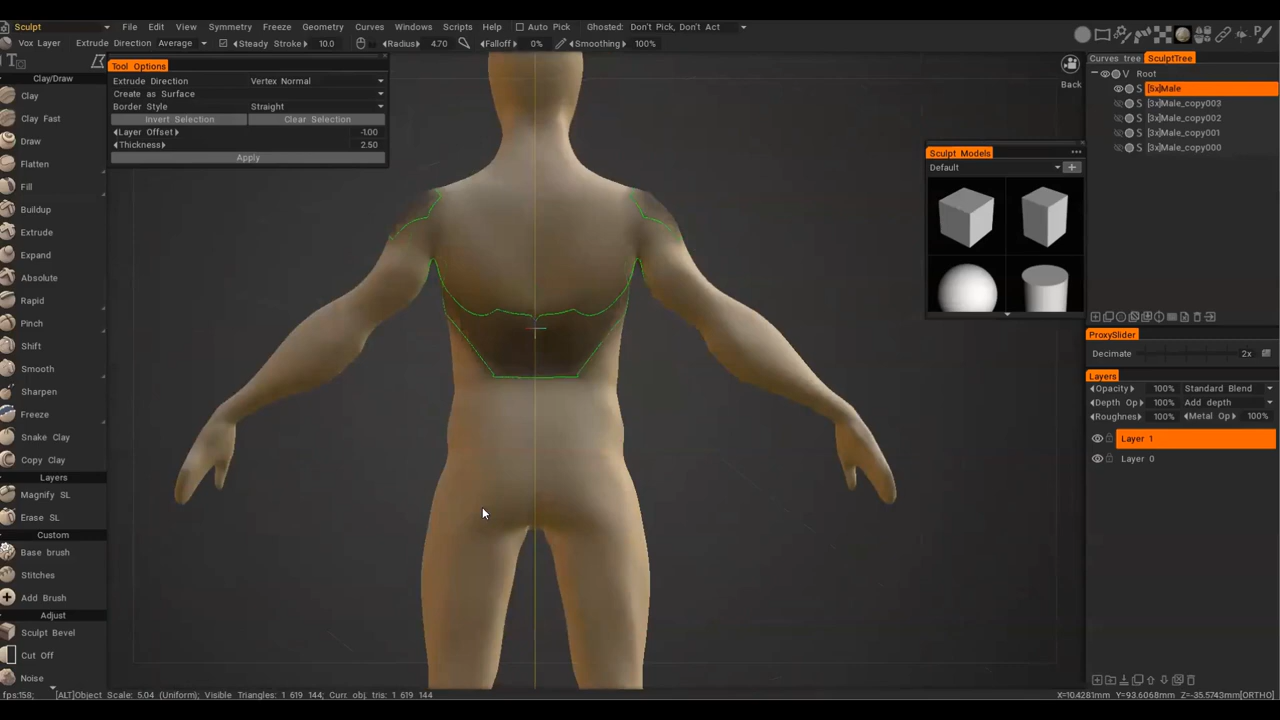 Sculpt File Edit View Symmetry Freeze Geometry Curves Windows Scripts Help Auto Pick Ghosted: Don't Pick, Don't Act
Vox Layer Extrude Direction Average Steady Stroke 10.0 Radius 4.70 Falloff 0% Smoothing 100%
Clay/Draw
Clay
Clay Fast
Draw
Flatten
Fill
Buildup
Extrude
Expand
Absolute
Rapid
Pinch
Shift
Smooth
Sharpen
Freeze
Snake Clay
Copy Clay
Layers
Magnify SL
Erase SL
Custom
Base brush
Stitches
Add Brush
Adjust
Sculpt Bevel
Cut Off
Noise
Tool Options
Extrude Direction Vertex Normal
Create as Surface
Border Style Straight
Invert Selection Clear Selection
Layer Offset -1.00
Thickness 2.50
Apply
Back
Sculpt Models
Default
Curves tree SculptTree
V Root
S [5x]Male
S [3x]Male_copy003
S [3x]Male_copy002
S [3x]Male_copy001
S [3x]Male_copy000
ProxySlider
Decimate 2x
Layers
Opacity 100% Standard Blend
Depth Op 100% Add depth
Roughness 100% Metal Op 100%
Layer 1
Layer 0
fps:158; [ALT]Object Scale: 5.04 (Uniform), Visible Triangles: 1 619 144, Curr. obj. tris: 1 619 144 X=10.4281mm Y=93.6068mm Z=-35.5743mm [ORTHO]